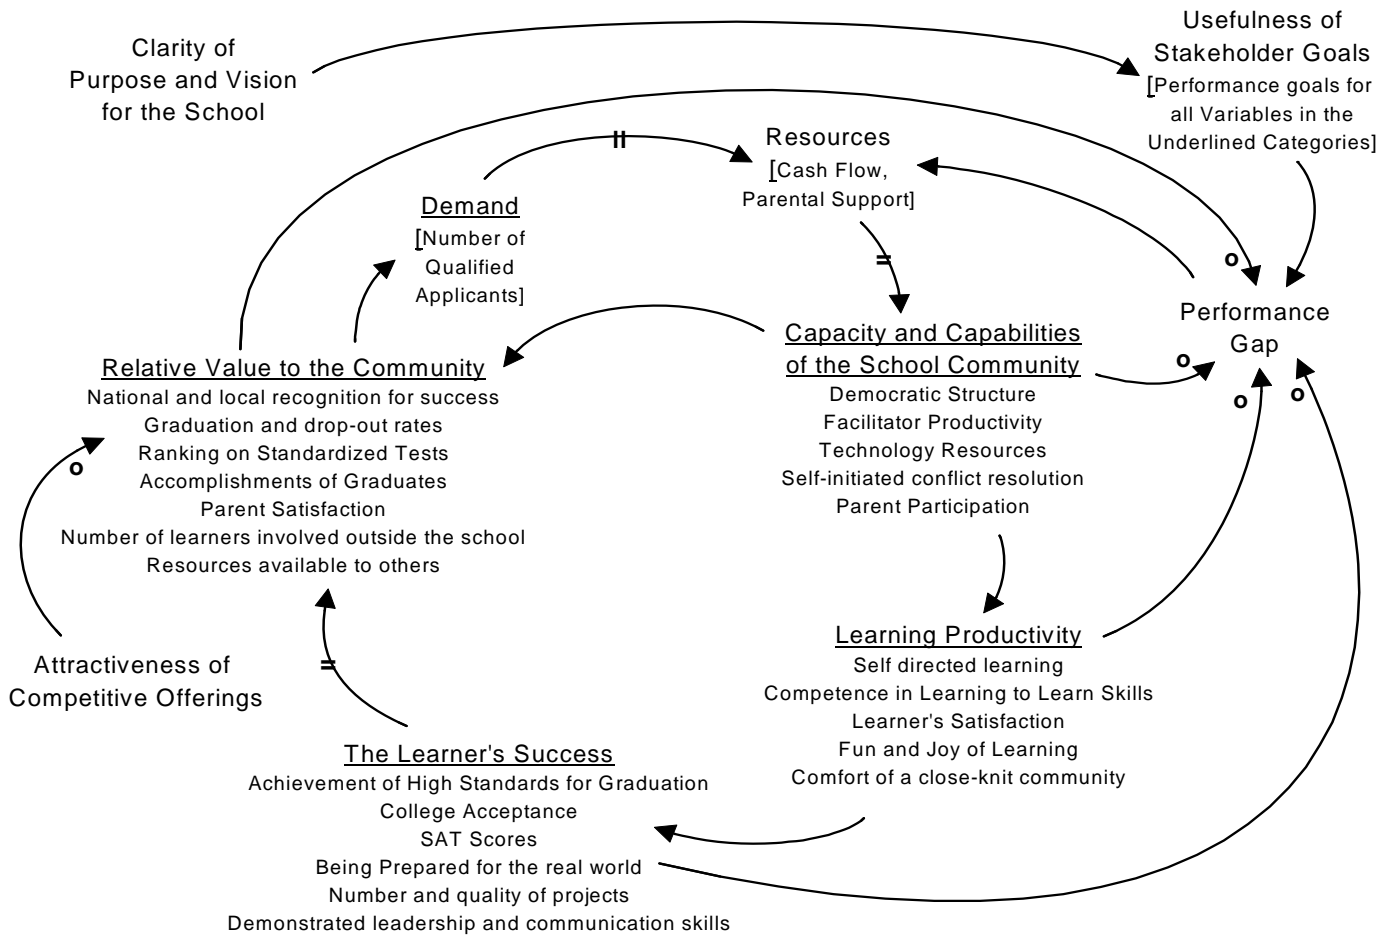 Clarity of
Purpose and Vision
for the School
Usefulness of
Stakeholder Goals
[Performance goals for
all Variables in the
Underlined Categories]
Resources
[Cash Flow,
Parental Support]
Demand
[Number of
Qualified
Applicants]
Performance
Gap
o
o
o
o
Capacity and Capabilities
of the School Community
Democratic Structure
Facilitator Productivity
Technology Resources
Self-initiated conflict resolution
Parent Participation
Relative Value to the Community
National and local recognition for success
Graduation and drop-out rates
Ranking on Standardized Tests
Accomplishments of Graduates
Parent Satisfaction
Number of learners involved outside the school
Resources available to others
o
Attractiveness of
Competitive Offerings
Learning Productivity
Self directed learning
Competence in Learning to Learn Skills
Learner's Satisfaction
Fun and Joy of Learning
Comfort of a close-knit community
The Learner's Success
Achievement of High Standards for Graduation
College Acceptance
SAT Scores
Being Prepared for the real world
Number and quality of projects
Demonstrated leadership and communication skills